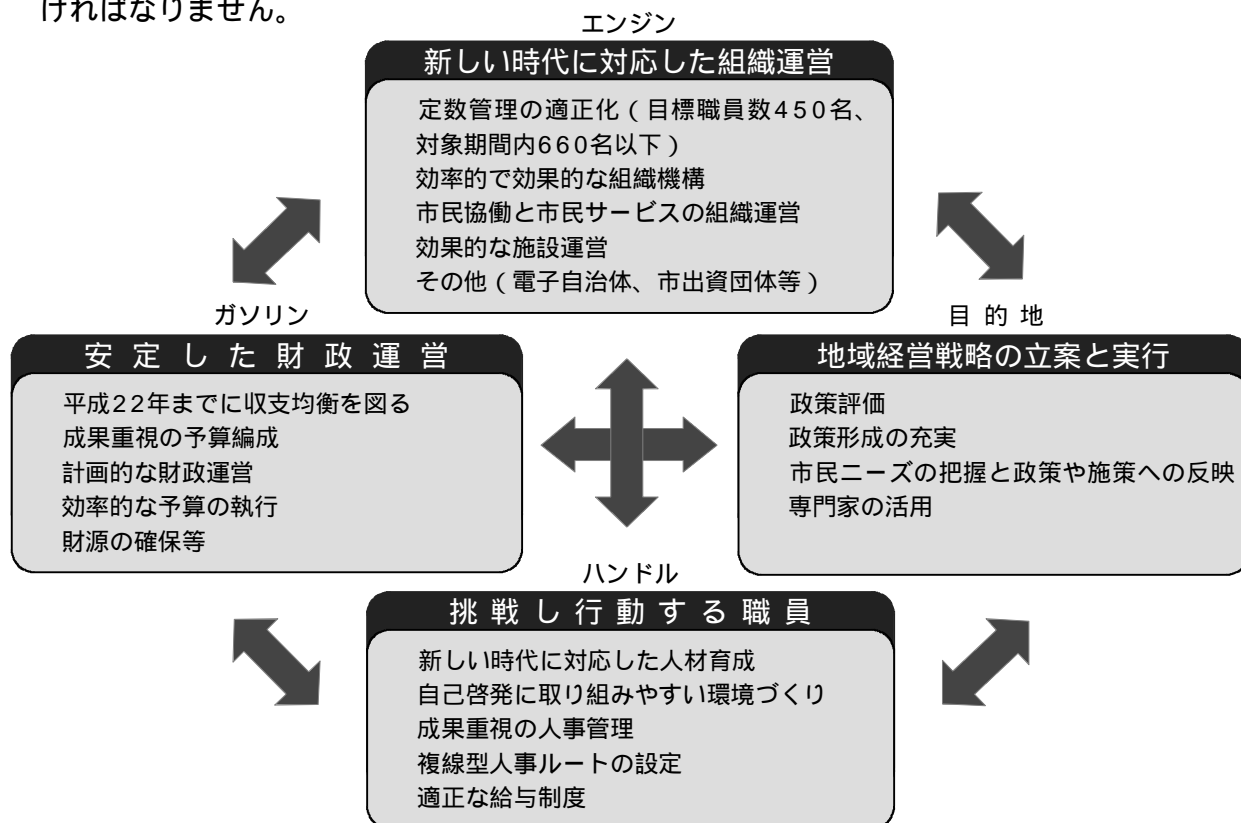 ければなりません。
エンジン
新しい時代に対応した組織運営
定数管理の適正化(目標職員数450名、
対象期間内660名以下)
効率的で効果的な組織機構
市民協働と市民サービスの組織運営
効果的な施設運営
その他(電子自治体、市出資団体等)
ガソリン
安定した財政運営
平成22年までに収支均衡を図る
成果重視の予算編成
計画的な財政運営
効率的な予算の執行
財源の確保等
目的地
地域経営戦略の立案と実行
政策評価
政策形成の充実
市民ニーズの把握と政策や施策への反映
専門家の活用
ハンドル
挑戦し行動する職員
新しい時代に対応した人材育成
自己啓発に取り組みやすい環境づくり
成果重視の人事管理
複線型人事ルートの設定
適正な給与制度